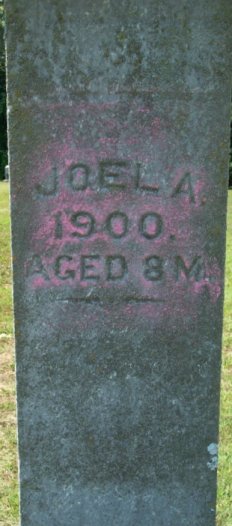 JOEL A.
1900.
AGED 8 M.